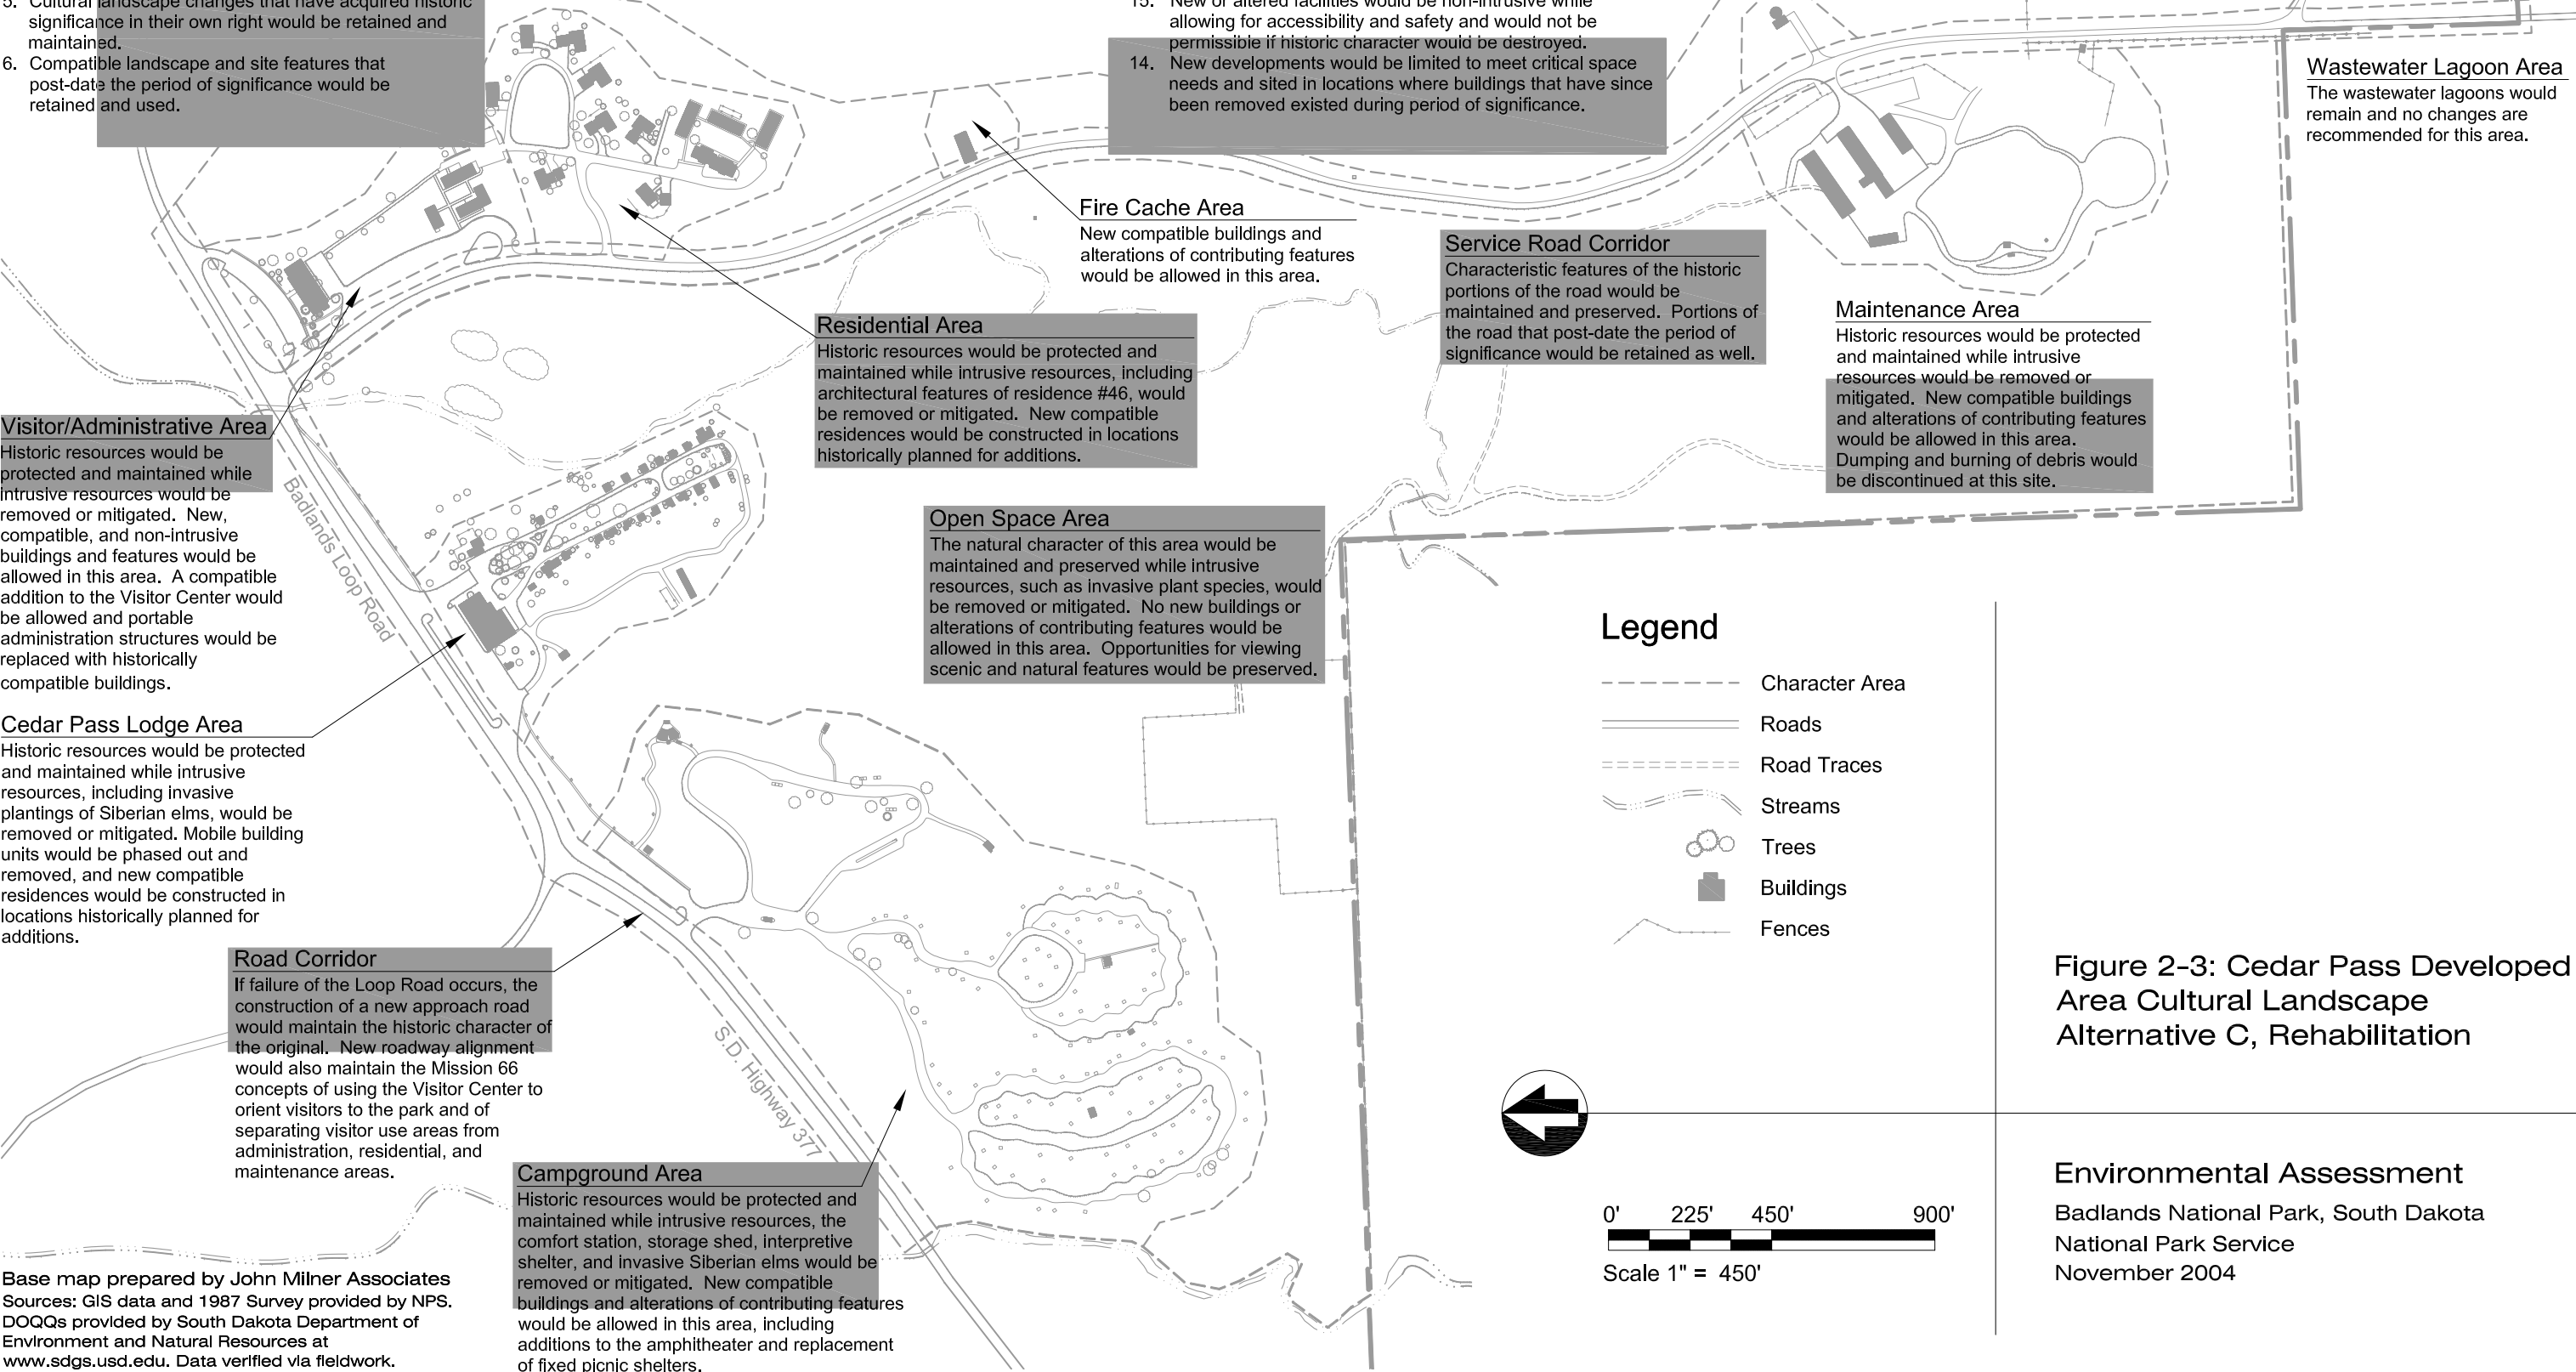 5. Cultural landscape changes that have acquired historic
significance in their own right would be retained and
maintained.
6. Compatible landscape and site features that
post-date the period of significance would be
retained and used.
15. New or altered facilities would be non-intrusive while
allowing for accessibility and safety and would not be
permissible if historic character would be destroyed.
14. New developments would be limited to meet critical space
needs and sited in locations where buildings that have since
been removed existed during period of significance.
Wastewater Lagoon Area
The wastewater lagoons would
remain and no changes are
recommended for this area.
Fire Cache Area
New compatible buildings and
alterations of contributing features
would be allowed in this area.
Service Road Corridor
Characteristic features of the historic
portions of the road would be
maintained and preserved. Portions of
the road that post-date the period of
significance would be retained as well.
Maintenance Area
Historic resources would be protected
and maintained while intrusive
resources would be removed or
mitigated. New compatible buildings
and alterations of contributing features
would be allowed in this area.
Dumping and burning of debris would
be discontinued at this site.
Residential Area
Historic resources would be protected and
maintained while intrusive resources, including
architectural features of residence #46, would
be removed or mitigated. New compatible
residences would be constructed in locations
historically planned for additions.
Visitor/Administrative Area
Historic resources would be
protected and maintained while
intrusive resources would be
removed or mitigated. New,
compatible, and non-intrusive
buildings and features would be
allowed in this area. A compatible
addition to the Visitor Center would
be allowed and portable
administration structures would be
replaced with historically
compatible buildings.
Badlands Loop Road
Open Space Area
The natural character of this area would be
maintained and preserved while intrusive
resources, such as invasive plant species, would
be removed or mitigated. No new buildings or
alterations of contributing features would be
allowed in this area. Opportunities for viewing
scenic and natural features would be preserved.
Cedar Pass Lodge Area
Historic resources would be protected
and maintained while intrusive
resources, including invasive
plantings of Siberian elms, would be
removed or mitigated. Mobile building
units would be phased out and
removed, and new compatible
residences would be constructed in
locations historically planned for
additions.
Road Corridor
If failure of the Loop Road occurs, the
construction of a new approach road
would maintain the historic character of
the original. New roadway alignment
would also maintain the Mission 66
concepts of using the Visitor Center to
orient visitors to the park and of
separating visitor use areas from
administration, residential, and
maintenance areas.
S.D. Highway 377
Campground Area
Historic resources would be protected and
maintained while intrusive resources, the
comfort station, storage shed, interpretive
shelter, and invasive Siberian elms would be
removed or mitigated. New compatible
buildings and alterations of contributing features
would be allowed in this area, including
additions to the amphitheater and replacement
of fixed picnic shelters.
Base map prepared by John Milner Associates
Sources: GIS data and 1987 Survey provided by NPS.
DOQQs provided by South Dakota Department of
Environment and Natural Resources at
www.sdgs.usd.edu. Data verified via fieldwork.
Legend
Character Area
Roads
Road Traces
Streams
Trees
Buildings
Fences
0' 225' 450' 900'
Scale 1" = 450'
Figure 2-3: Cedar Pass Developed
Area Cultural Landscape
Alternative C, Rehabilitation
Environmental Assessment
Badlands National Park, South Dakota
National Park Service
November 2004